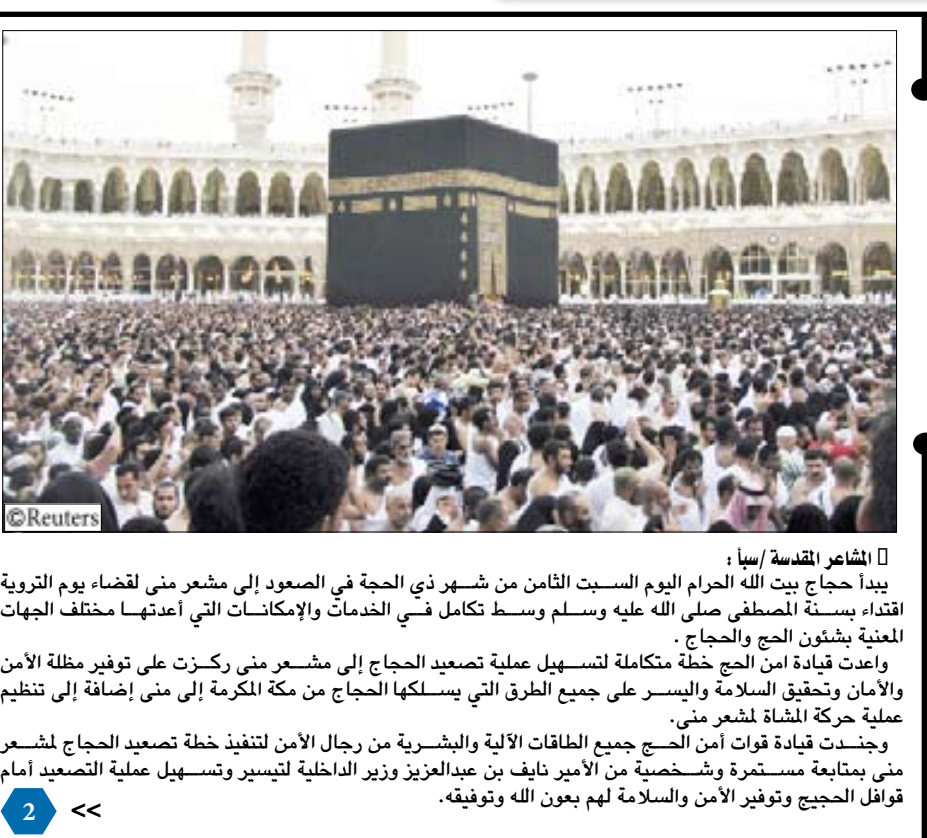 ©Reuters
المشاعر المقدسة /سبأ :
يبدأ حجاج بيت الله الحرام اليوم السبت الثامن من شهر ذي الحجة في الصعود إلى مشعر منى لقضاء يوم التروية
اقتداء بسنة المصطفى صلى الله عليه وسلم وسط تكامل في الخدمات والإمكانات التي أعدتها مختلف الجهات
المعنية بشئون الحج والحجاج .
واعدت قيادة امن الحج خطة متكاملة لتسهيل عملية تصعيد الحجاج إلى مشعر منى ركزت على توفير مظلة الأمن
والأمان وتحقيق السلامة واليسر على جميع الطرق التي يسلكها الحجاج من مكة المكرمة إلى منى إضافة إلى تنظيم
عملية حركة المشاة لمشعر منى.
وجندت قيادة قوات أمن الحج جميع الطاقات الآلية والبشرية من رجال الأمن لتنفيذ خطة تصعيد الحجاج لمشعر
منى بمتابعة مستمرة وشخصية من الأمير نايف بن عبدالعزيز وزير الداخلية لتيسير وتسهيل عملية التصعيد أمام
قوافل الحجيج وتوفير الأمن والسلامة لهم بعون الله وتوفيقه.
>> 2